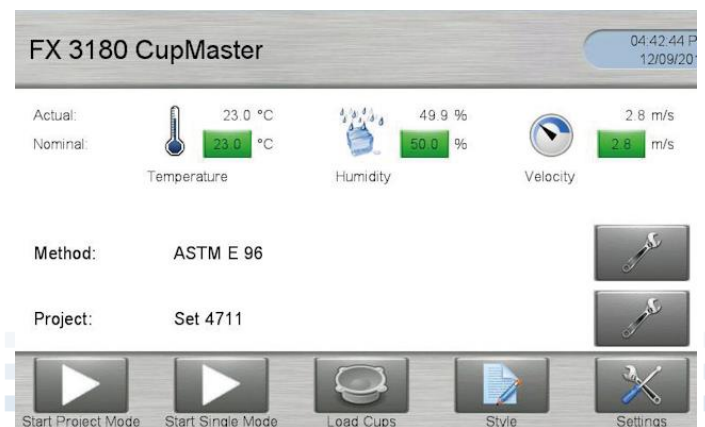 FX 3180 CupMaster
04:42:44 P
12/09/20
Actual: 23.0 °C 49.9 % 2.8 m/s
Nominal: 23.0 °C 50.0 % 2.8 m/s
Temperature Humidity Velocity
Method: ASTM E 96
Project: Set 4711
Start Project Mode Start Single Mode Load Cups Style Settings